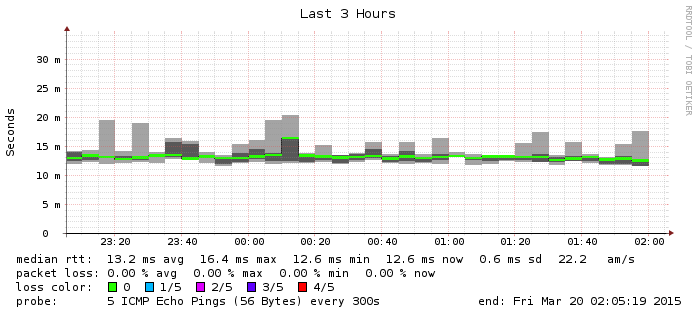 Last 3 Hours
RRDTOOL / TOBI OETIKER
Seconds
30 m
25 m
20 m
15 m
10 m
5 m
0
23:20 23:40 00:00 00:20 00:40 01:00 01:20 01:40 02:00
median rtt: 13.2 ms avg 16.4 ms max 12.6 ms min 12.6 ms now 0.6 ms sd 22.2 am/s
packet loss: 0.00 % avg 0.00 % max 0.00 % min 0.00 % now
loss color: 0 1/5 2/5 3/5 4/5
probe: 5 ICMP Echo Pings (56 Bytes) every 300s end: Fri Mar 20 02:05:19 2015